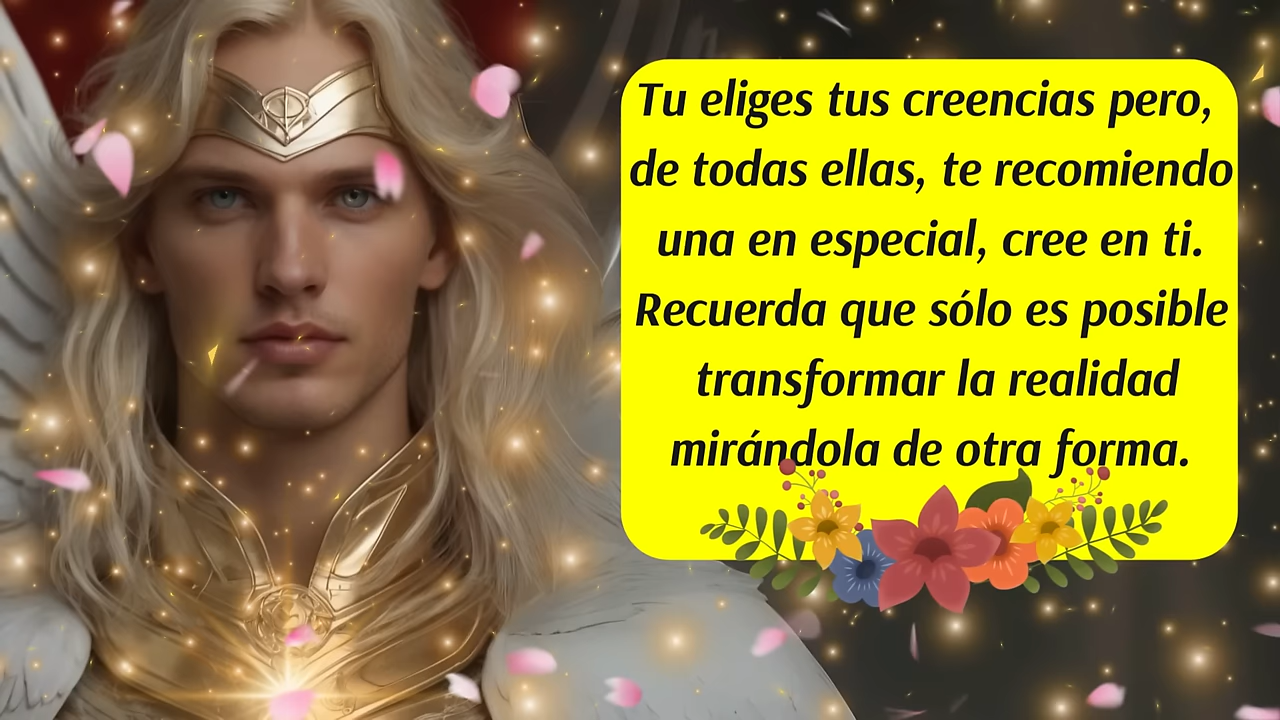 Tu eliges tus creencias pero,
de todas ellas, te recomiendo
una en especial, cree en ti.
Recuerda que sólo es posible
transformar la realidad
mirándola de otra forma.